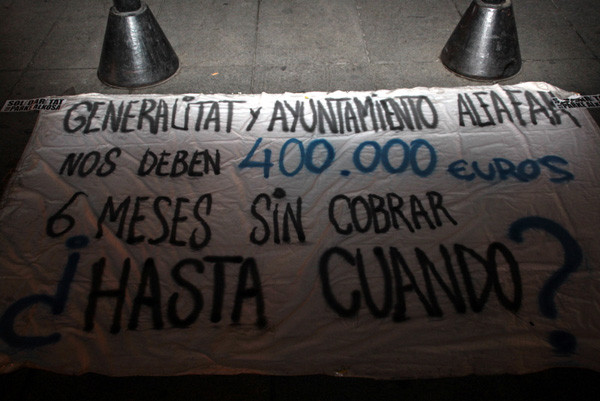 GENERALITAT Y AYUNTAMIENTO ALFAFAR
NOS DEBEN 400.000 EUROS
6 MESES SIN COBRAR
¿HASTA CUANDO?